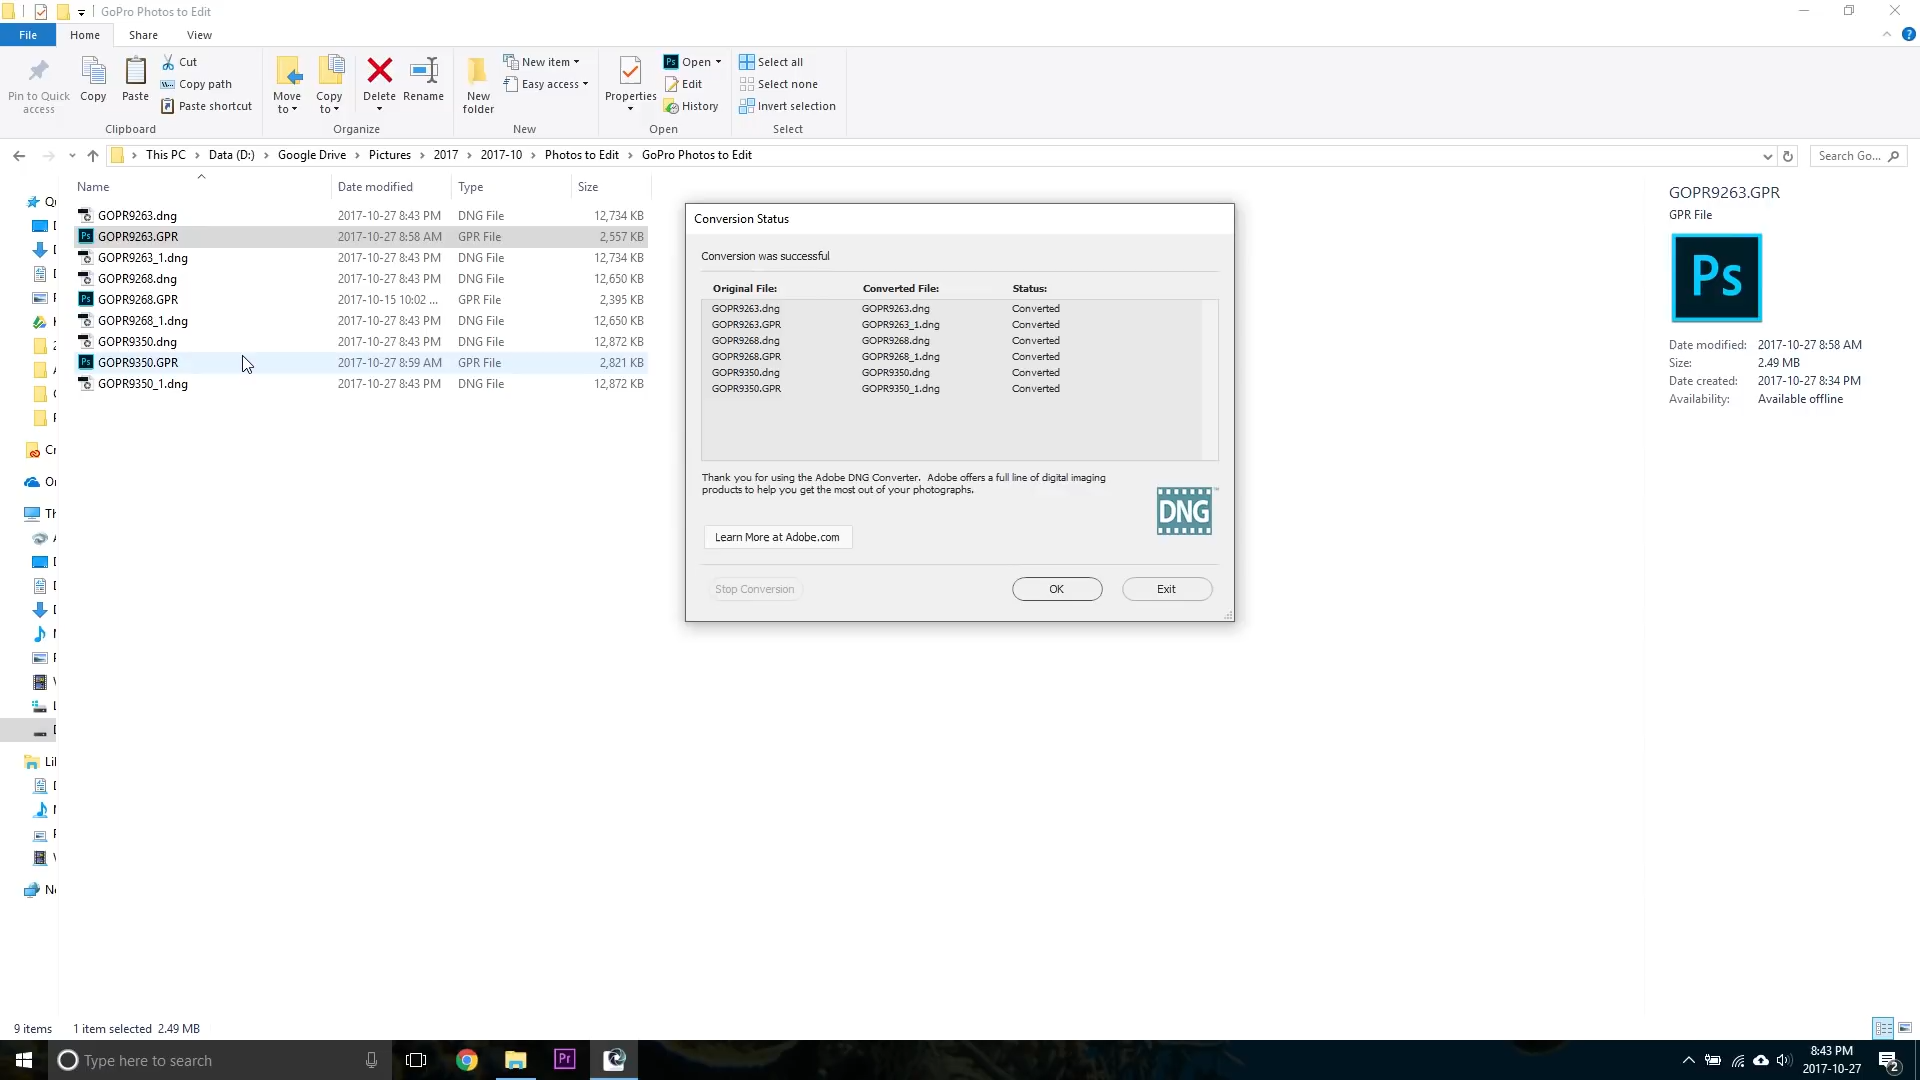 GoPro Photos to Edit
File Home Share View
Pin to Quick access
Copy
Paste
Cut
Copy path
Paste shortcut
Clipboard
Move to
Copy to
Delete
Rename
Organize
New folder
New item
Easy access
New
Properties
Ps Open
Edit
History
Open
Select all
Select none
Invert selection
Select
This PC > Data (D:) > Google Drive > Pictures > 2017 > 2017-10 > Photos to Edit > GoPro Photos to Edit
Search Go...
Name Date modified Type Size
GOPR9263.dng 2017-10-27 8:43 PM DNG File 12,734 KB
Ps GOPR9263.GPR 2017-10-27 8:58 AM GPR File 2,557 KB
GOPR9263_1.dng 2017-10-27 8:43 PM DNG File 12,734 KB
GOPR9268.dng 2017-10-27 8:43 PM DNG File 12,650 KB
Ps GOPR9268.GPR 2017-10-15 10:02 ... GPR File 2,395 KB
GOPR9268_1.dng 2017-10-27 8:43 PM DNG File 12,650 KB
GOPR9350.dng 2017-10-27 8:43 PM DNG File 12,872 KB
Ps GOPR9350.GPR 2017-10-27 8:59 AM GPR File 2,821 KB
GOPR9350_1.dng 2017-10-27 8:43 PM DNG File 12,872 KB
Conversion Status
Conversion was successful
Original File: Converted File: Status:
GOPR9263.dng GOPR9263.dng Converted
GOPR9263.GPR GOPR9263_1.dng Converted
GOPR9268.dng GOPR9268.dng Converted
GOPR9268.GPR GOPR9268_1.dng Converted
GOPR9350.dng GOPR9350.dng Converted
GOPR9350.GPR GOPR9350_1.dng Converted
Thank you for using the Adobe DNG Converter. Adobe offers a full line of digital imaging
products to help you get the most out of your photographs.
DNG
Learn More at Adobe.com
Stop Conversion OK Exit
GOPR9263.GPR
GPR File
Ps
Date modified: 2017-10-27 8:58 AM
Size: 2.49 MB
Date created: 2017-10-27 8:34 PM
Availability: Available offline
9 items 1 item selected 2.49 MB
Type here to search
Pr
8:43 PM
2017-10-27
2